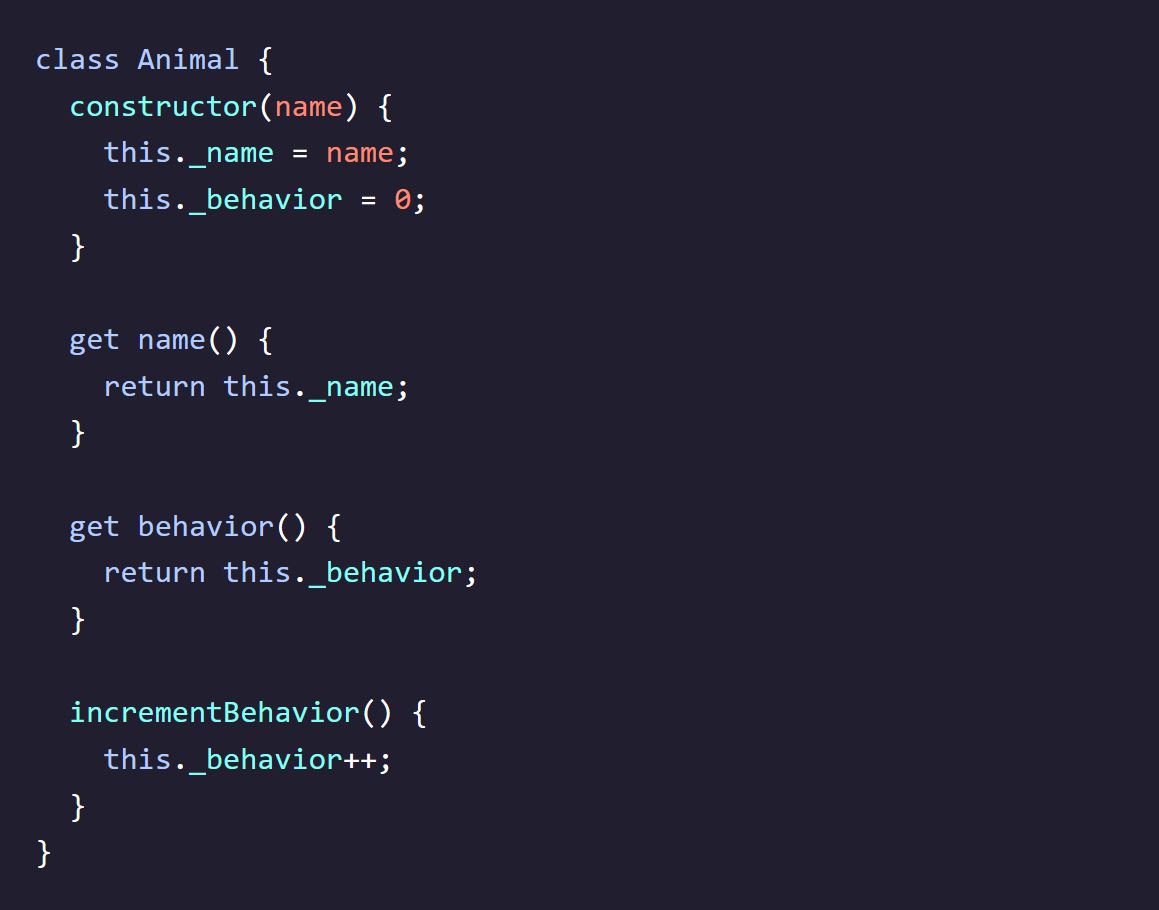 class Animal {
  constructor(name) {
    this._name = name;
    this._behavior = 0;
  }

  get name() {
    return this._name;
  }

  get behavior() {
    return this._behavior;
  }

  incrementBehavior() {
    this._behavior++;
  }
}